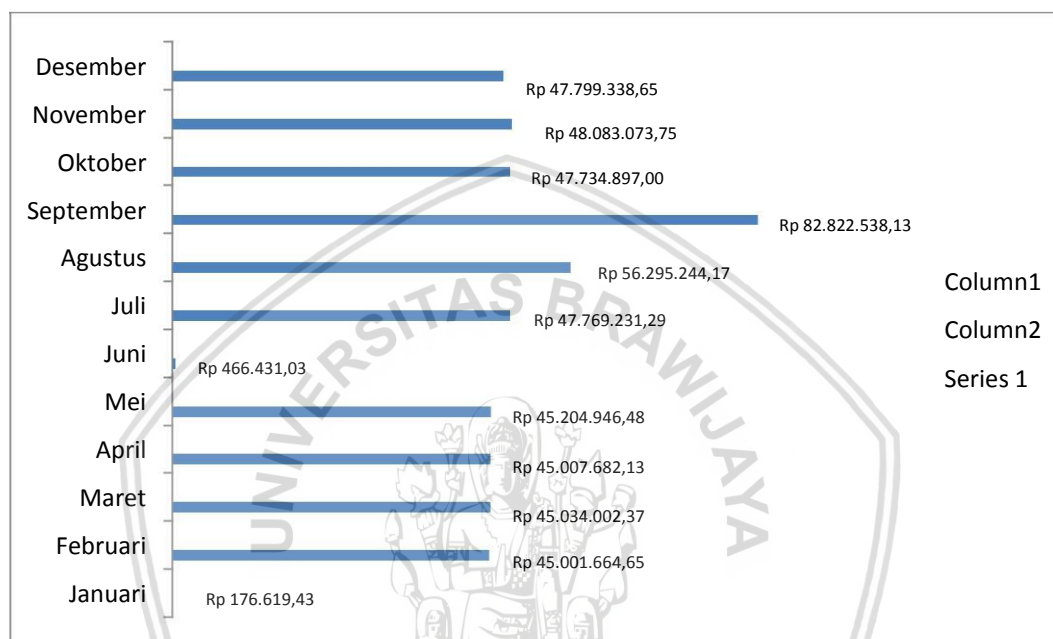 Desember
Rp 47.799.338,65
November
Rp 48.083.073,75
Oktober
Rp 47.734.897,00
September
Rp 82.822.538,13
Agustus
Rp 56.295.244,17
Juli
Rp 47.769.231,29
Juni
Rp 466.431,03
Mei
Rp 45.204.946,48
April
Rp 45.007.682,13
Maret
Rp 45.034.002,37
Februari
Rp 45.001.664,65
Januari
Rp 176.619,43
Column1
Column2
Series 1
UNIVERSITAS BRAWIJAYA